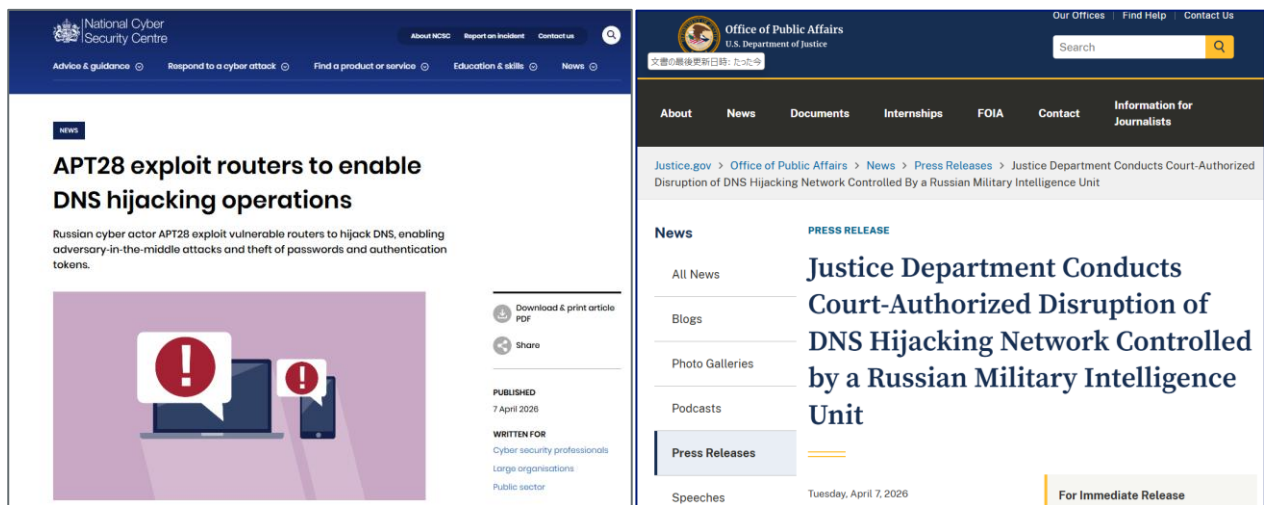 National Cyber
Security Centre
About NCSC Report an incident Contact us
Advice & guidance Respond to a cyber attack Find a product or service Education & skills News
NEWS
APT28 exploit routers to enable
DNS hijacking operations
Russian cyber actor APT28 exploit vulnerable routers to hijack DNS, enabling
adversary-in-the-middle attacks and theft of passwords and authentication
tokens.
Download & print article
PDF
Share
PUBLISHED
7 April 2026
WRITTEN FOR
Cyber security professionals
Large organisations
Public sector
Our Offices | Find Help | Contact Us
Office of Public Affairs
U.S. Department of Justice
Search
文書の最後更新日時: たった今
About News Documents Internships FOIA Contact Information for
Journalists
Justice.gov > Office of Public Affairs > News > Press Releases > Justice Department Conducts Court-Authorized
Disruption of DNS Hijacking Network Controlled By a Russian Military Intelligence Unit
News
All News
Blogs
Photo Galleries
Podcasts
Press Releases
Speeches
PRESS RELEASE
Justice Department Conducts
Court-Authorized Disruption of
DNS Hijacking Network Controlled
by a Russian Military Intelligence
Unit
Tuesday, April 7, 2026
For Immediate Release